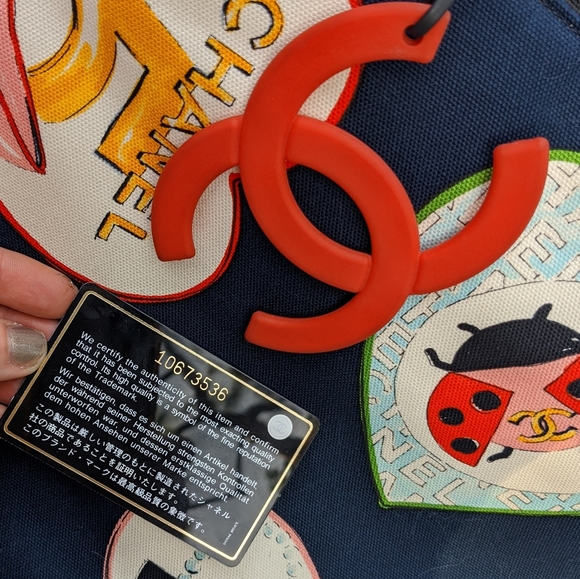 CHANEL
10673536
We certify the authenticity of this item and confirm
that it has been subjected to the most exacting quality
control. Its high quality is a symbol of the line reputation
of the Trademark.
Wir bestätigen, dass es sich um einen Artikel handelt
der während seiner Herstellung strengsten Kontrollen
unterworfen war, und dessen erstklassige Qualität
dem hohen Ansehen unserer Marke entspricht.
この製品は厳しい管理のもとに製造されたシャネル
社の商品であることを証明いたします。
このブランド・マークは最高級品質の象徴です。